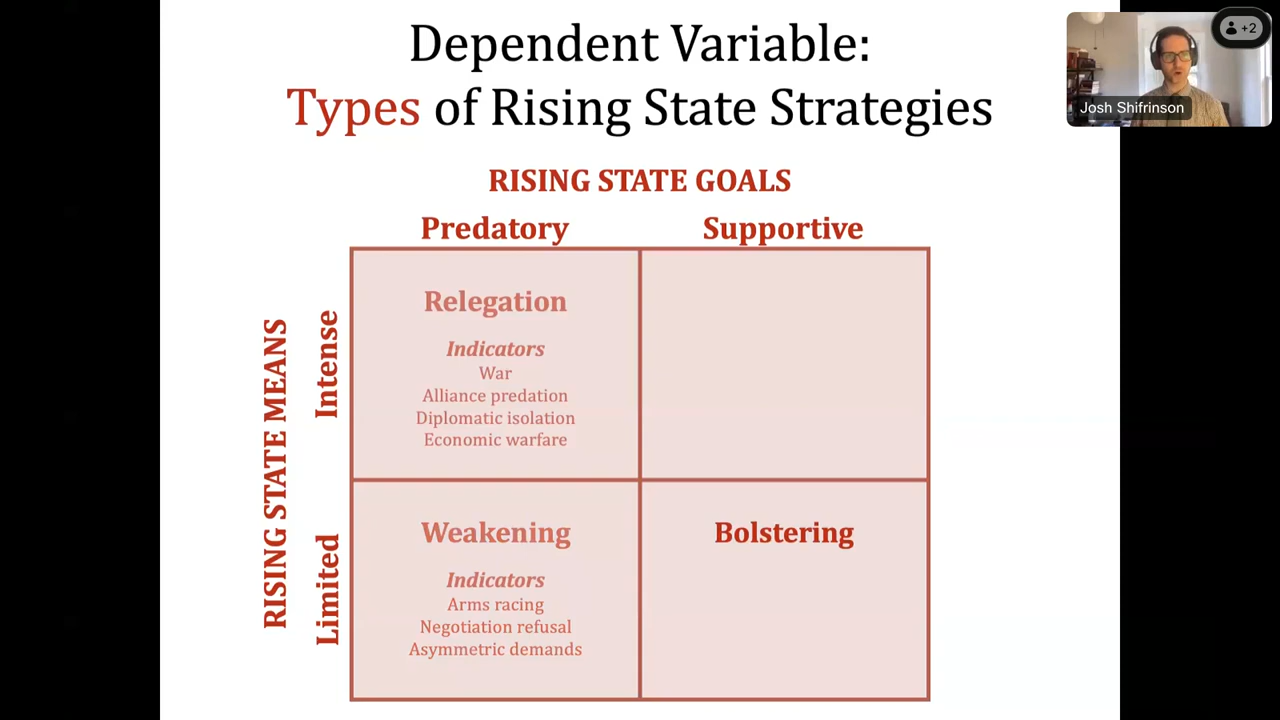 Dependent Variable:
Types of Rising State Strategies
+2
Josh Shifrinson
RISING STATE GOALS
Predatory
Supportive
RISING STATE MEANS
Intense
Relegation
Indicators
War
Alliance predation
Diplomatic isolation
Economic warfare
Limited
Weakening
Indicators
Arms racing
Negotiation refusal
Asymmetric demands
Bolstering